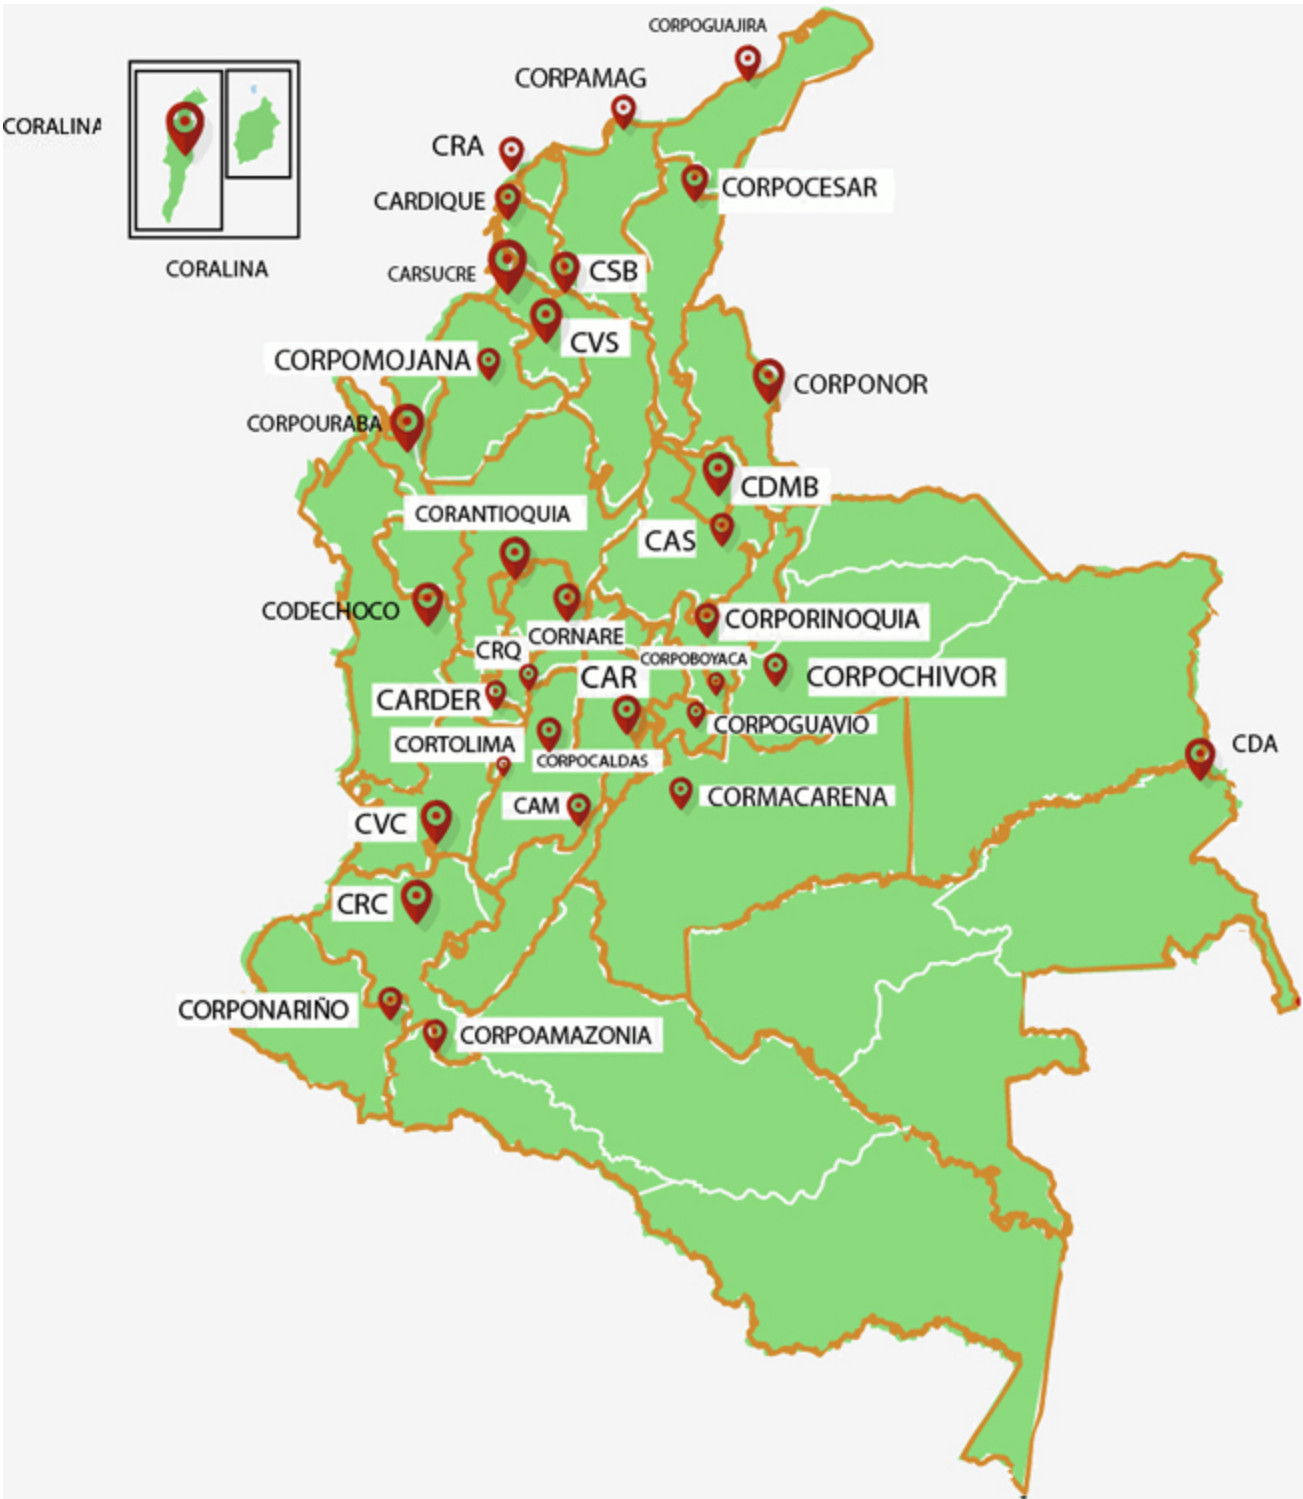 CORPOGUAJIRA
CORPAMAG
CORALINA
CRA
CORPOCESAR
CARDIQUE
CORALINA
CARSUCRE
CSB
CVS
CORPOMOJANA
CORPONOR
CORPOURABA
CDMB
CORANTIOQUIA
CAS
CODECHOCO
CORPORINOQUIA
CORNARE
CRQ
CORPOBOYACA
CAR
CORPOCHIVOR
CARDER
CORPOGUAVIO
CORTOLIMA
CDA
CORPOCALDAS
CORMACARENA
CAM
CVC
CRC
CORPONARIÑO
CORPOAMAZONIA